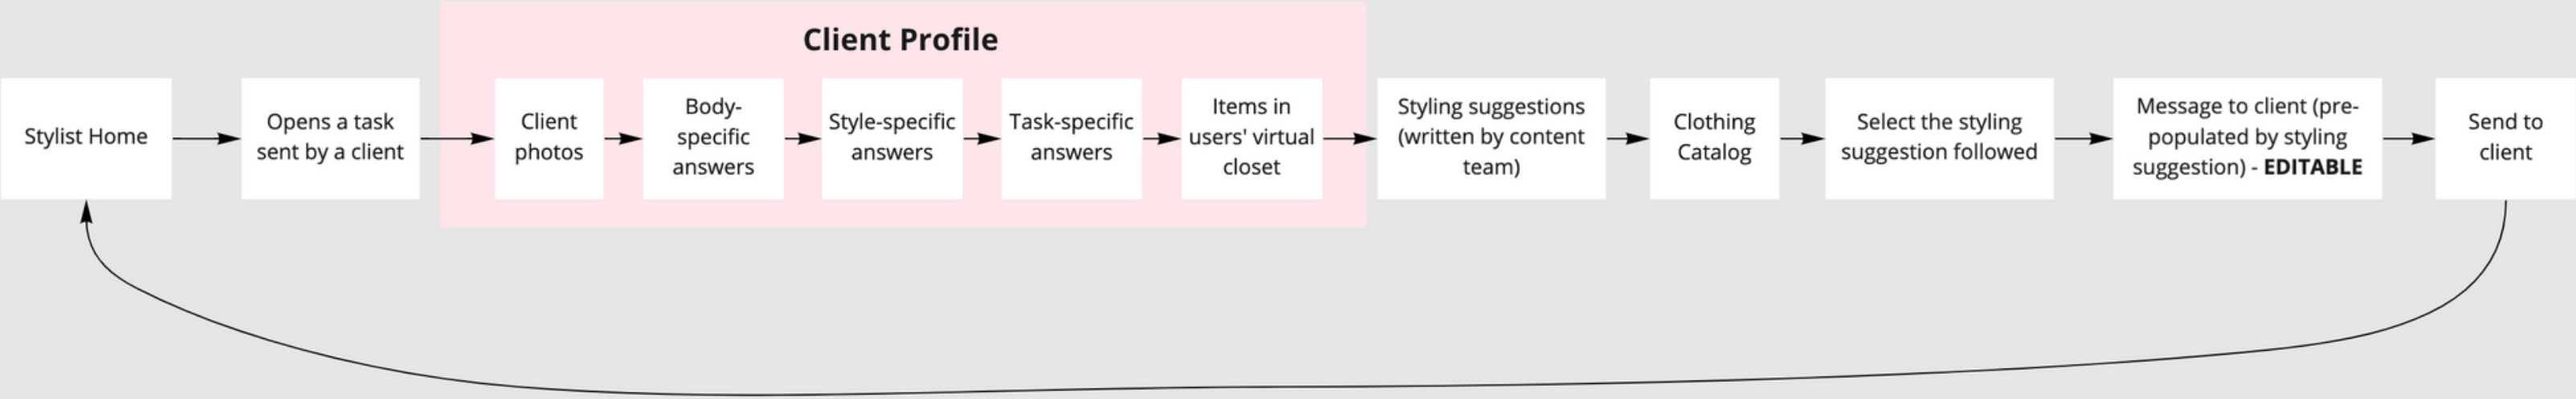 Client Profile
Stylist Home
Opens a task
sent by a client
Client
photos
Body-
specific
answers
Style-specific
answers
Task-specific
answers
Items in
users' virtual
closet
Styling suggestions
(written by content
team)
Clothing
Catalog
Select the styling
suggestion followed
Message to client (pre-
populated by styling
suggestion) - EDITABLE
Send to
client